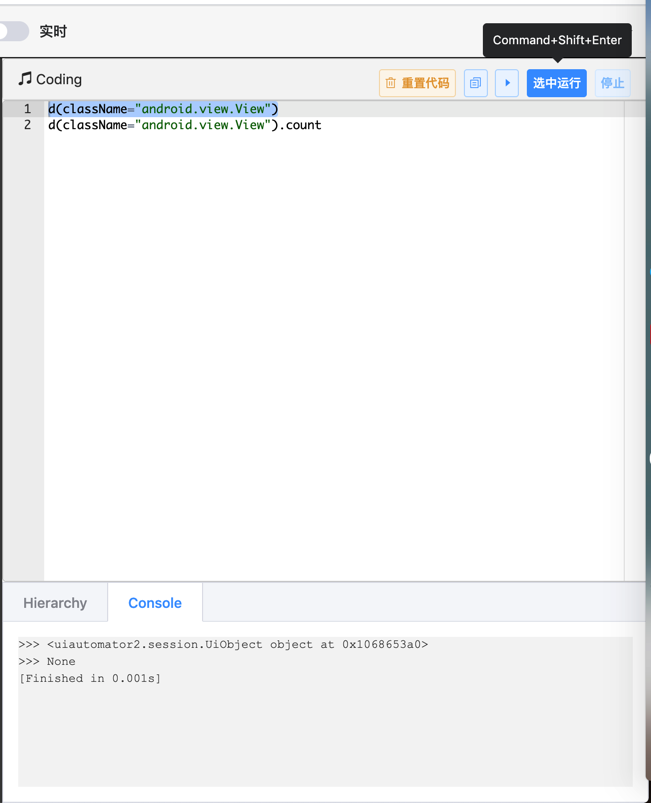 实时
Command+Shift+Enter
Coding
重置代码
选中运行
停止
1 d(className="android.view.View")
2 d(className="android.view.View").count
Hierarchy
Console
>>> <uiautomator2.session.UiObject object at 0x1068653a0>
>>> None
[Finished in 0.001s]